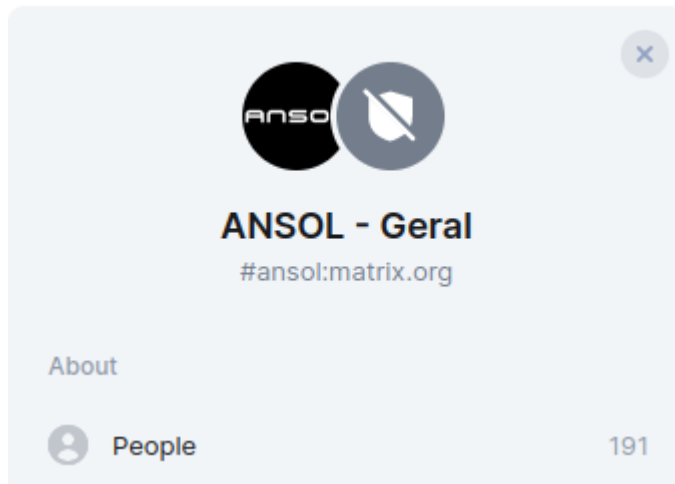 ANSO
ANSOL - Geral
#ansol:matrix.org
About
People 191